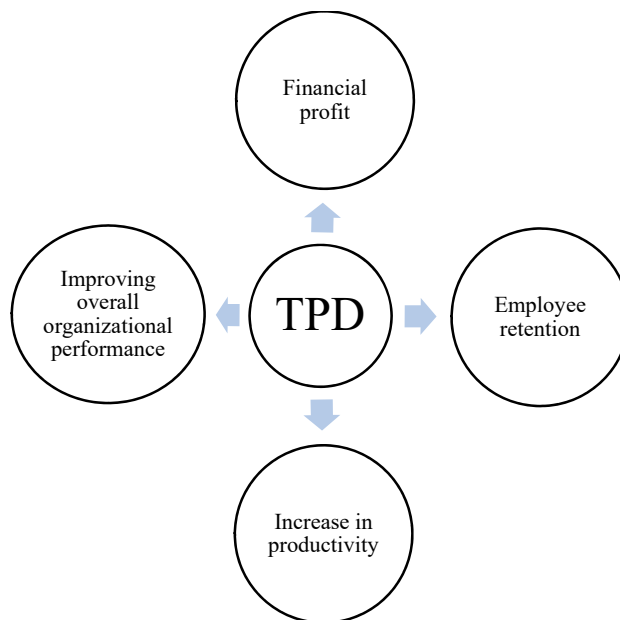 Financial
profit
Improving
overall
organizational
performance
TPD
Employee
retention
Increase in
productivity